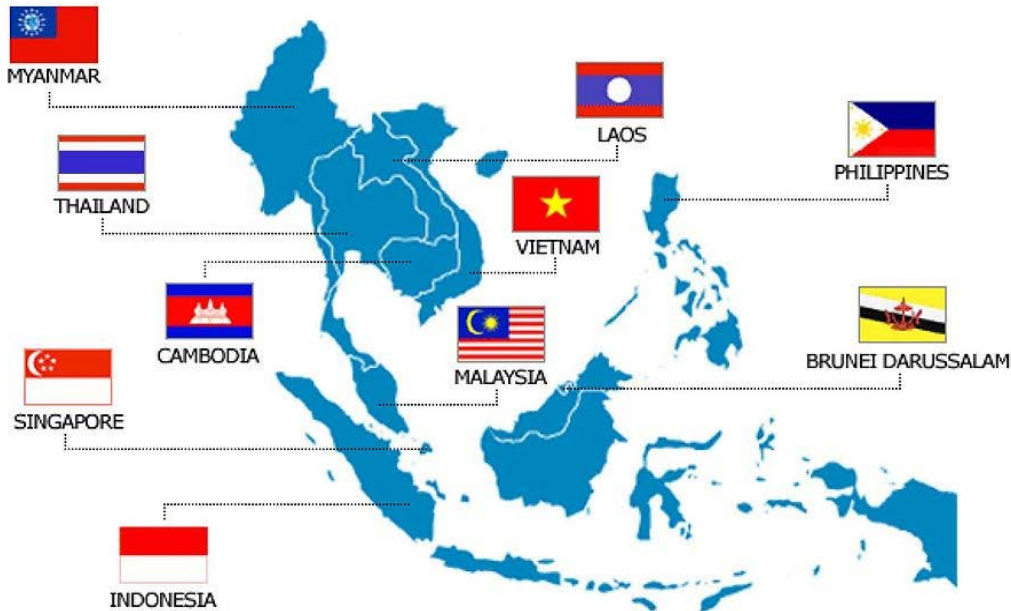 MYANMAR
LAOS
PHILIPPINES
THAILAND
VIETNAM
CAMBODIA
MALAYSIA
BRUNEI DARUSSALAM
SINGAPORE
INDONESIA